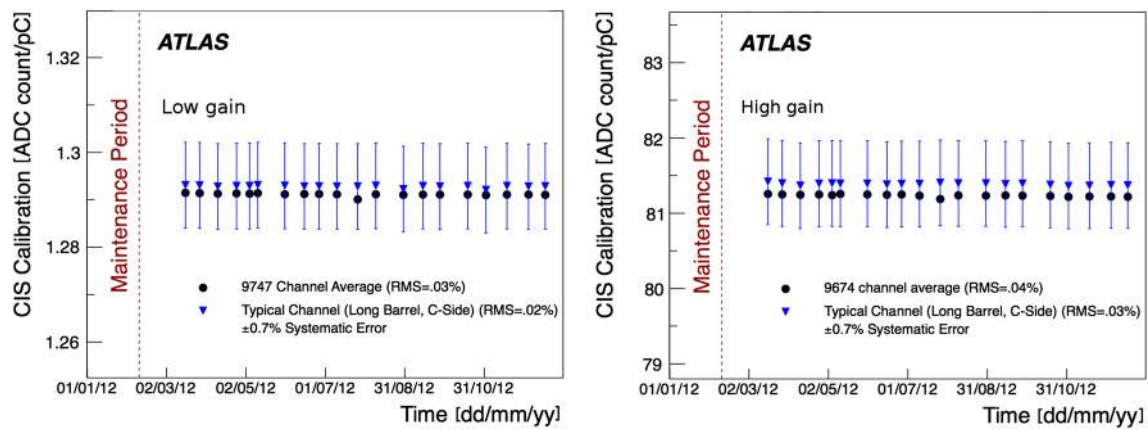 CIS Calibration [ADC count/pC]
1.32
1.3
1.28
1.26
ATLAS
Low gain
Maintenance Period
9747 Channel Average (RMS=.03%)
Typical Channel (Long Barrel, C-Side) (RMS=.02%)
±0.7% Systematic Error
01/01/12 02/03/12 02/05/12 01/07/12 31/08/12 31/10/12
Time [dd/mm/yy]
CIS Calibration [ADC count/pC]
83
82
81
80
79
ATLAS
High gain
Maintenance Period
9674 channel average (RMS=.04%)
Typical Channel (Long Barrel, C-Side) (RMS=.03%)
±0.7% Systematic Error
01/01/12 02/03/12 02/05/12 01/07/12 31/08/12 31/10/12
Time [dd/mm/yy]